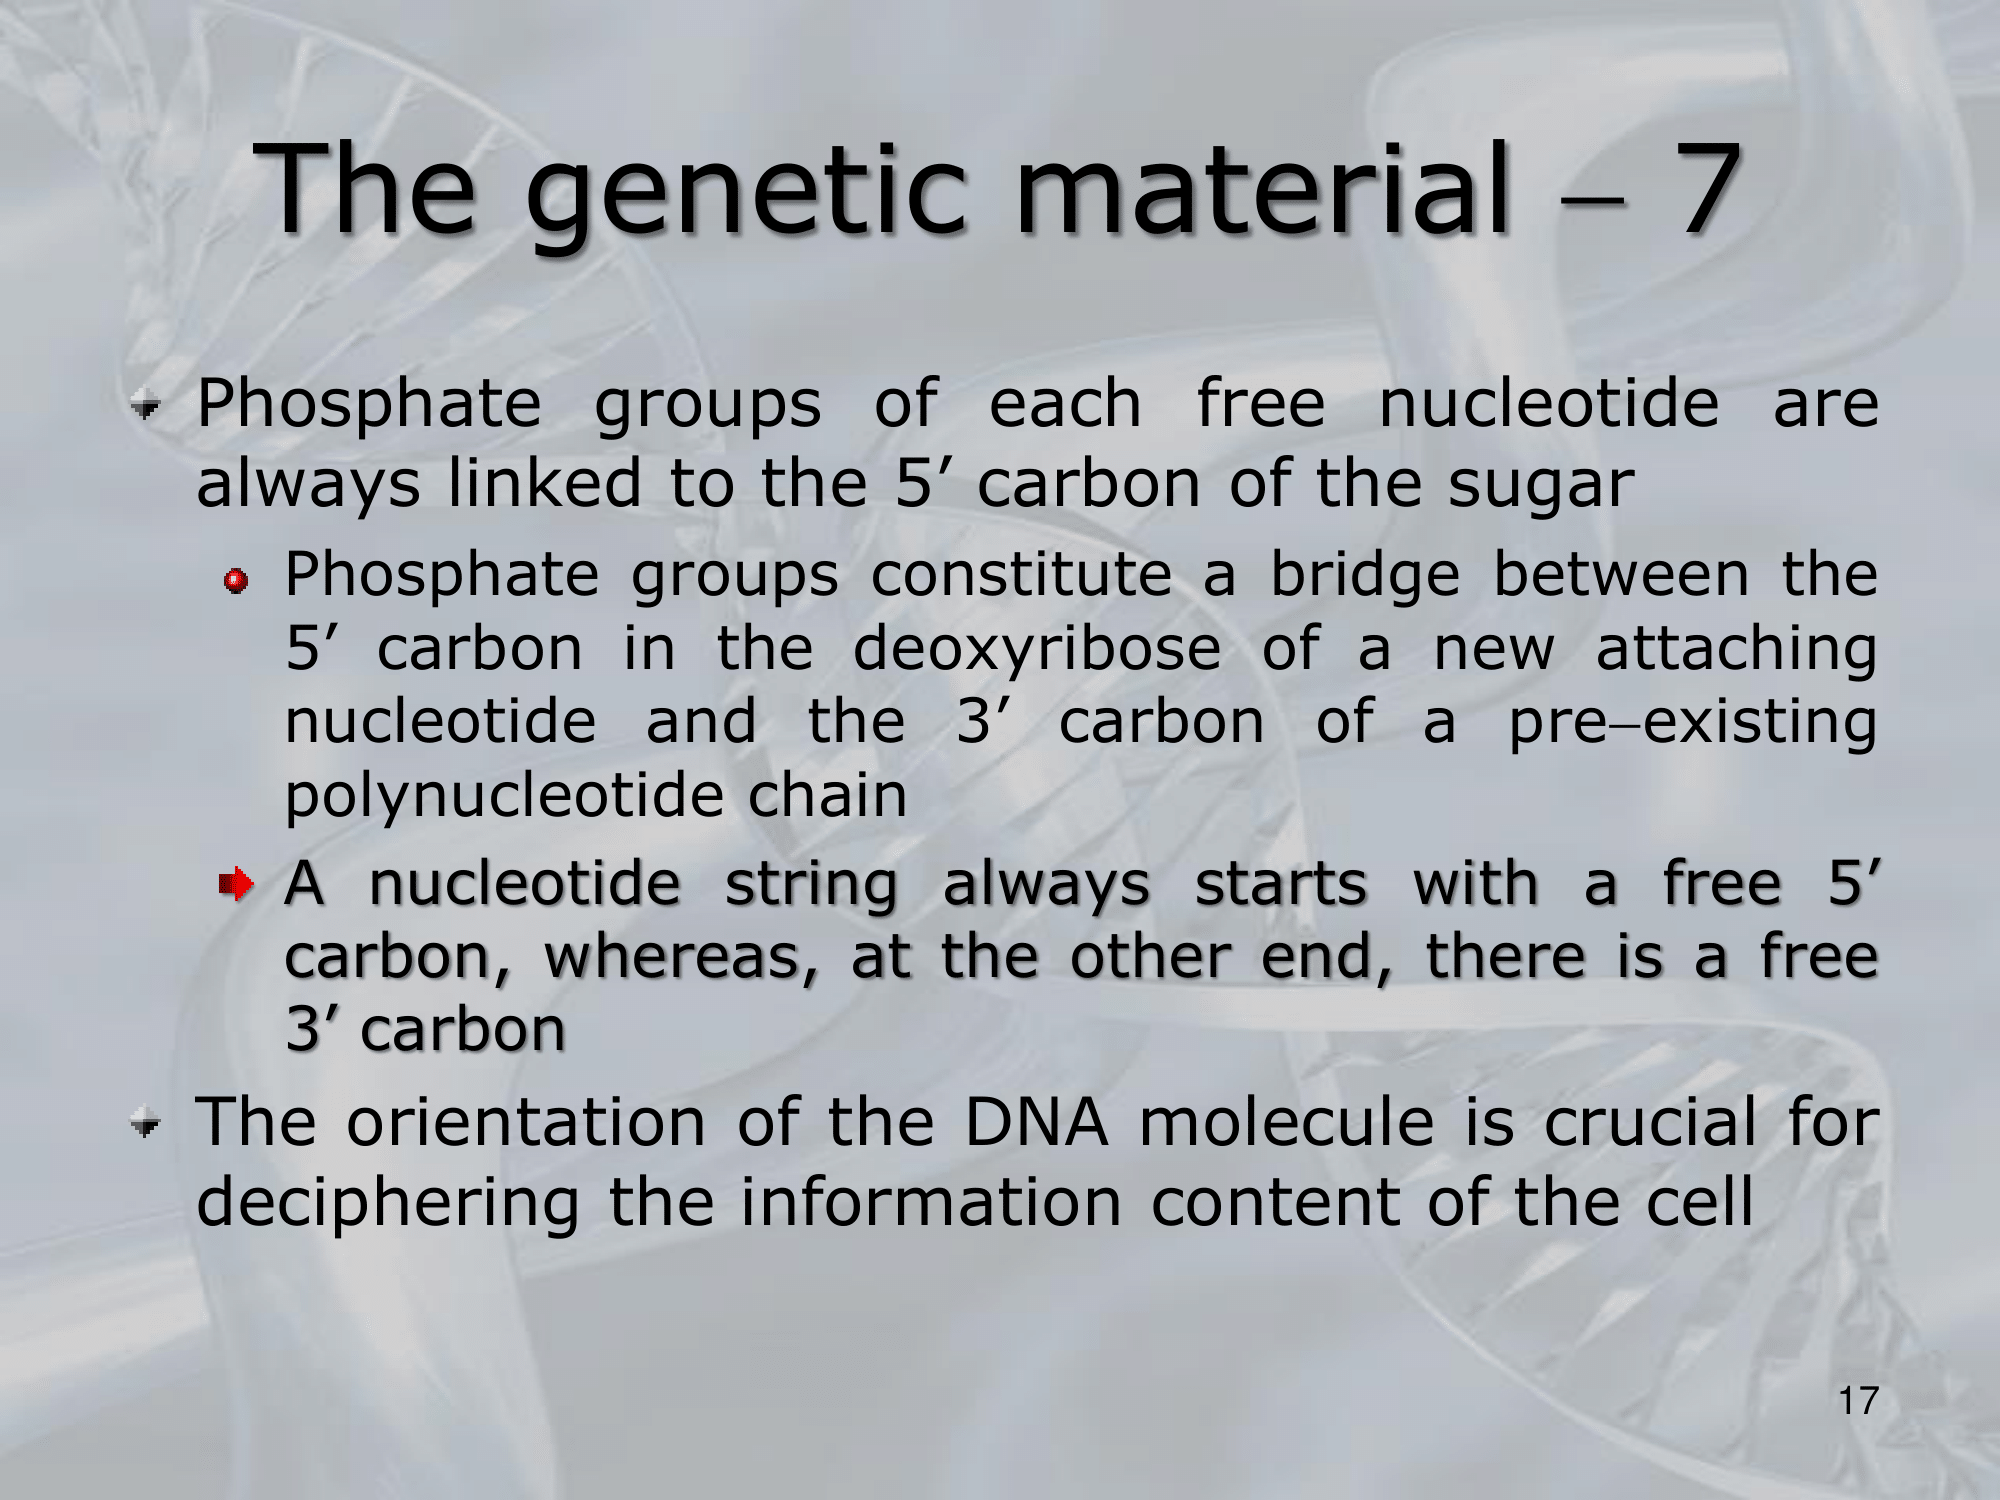 The genetic material – 7
Phosphate groups of each free nucleotide are
always linked to the 5’ carbon of the sugar
Phosphate groups constitute a bridge between the
5’ carbon in the deoxyribose of a new attaching
nucleotide and the 3’ carbon of a pre–existing
polynucleotide chain
A nucleotide string always starts with a free 5’
carbon, whereas, at the other end, there is a free
3’ carbon
The orientation of the DNA molecule is crucial for
deciphering the information content of the cell
17